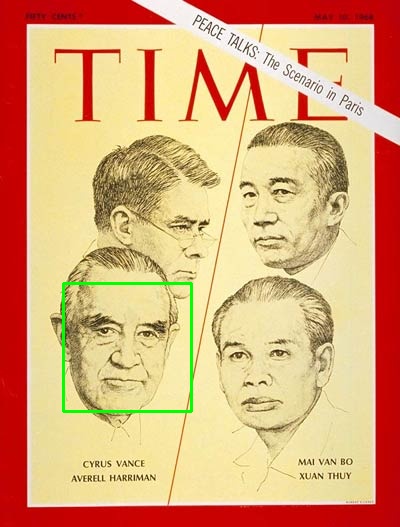 FIFTY CENTS
MAY 10, 1968
PEACE TALKS: The Scenario in Paris
TIME
CYRUS VANCE
AVERELL HARRIMAN
MAI VAN BO
XUAN THUY